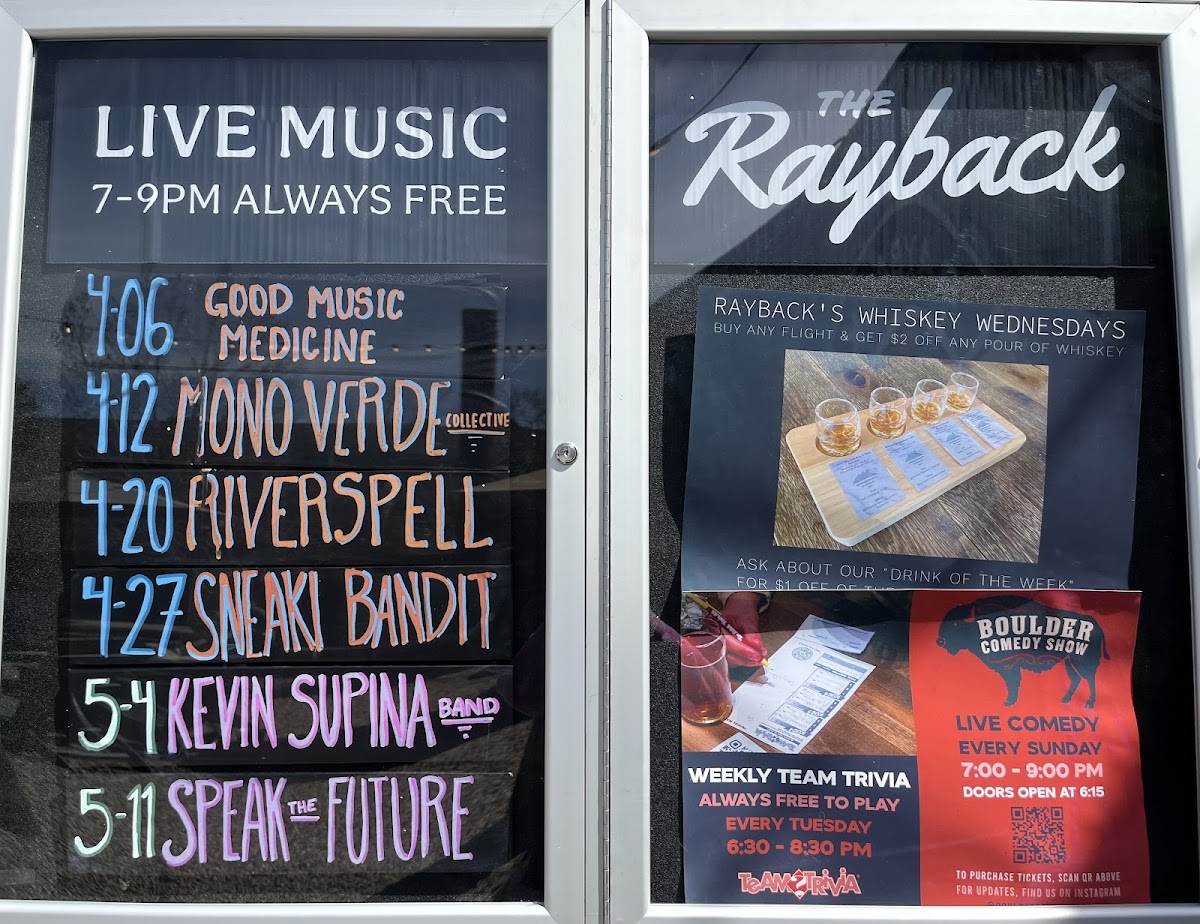 LIVE MUSIC
7-9PM ALWAYS FREE
4-06 GOOD MUSIC
MEDICINE
4-12 MONO VERDE COLLECTIVE
4-20 RIVERSPELL
4-27 SNEAKI BANDIT
5-4 KEVIN SUPINA BAND
5-11 SPEAK THE FUTURE
THE
Rayback
RAYBACK'S WHISKEY WEDNESDAYS
BUY ANY FLIGHT & GET $2 OFF ANY POUR OF WHISKEY
ASK ABOUT OUR "DRINK OF THE WEEK"
FOR $1 OFF OF THE
WEEKLY TEAM TRIVIA
ALWAYS FREE TO PLAY
EVERY TUESDAY
6:30 - 8:30 PM
TEAM TRIVIA
BOULDER
COMEDY SHOW
LIVE COMEDY
EVERY SUNDAY
7:00 - 9:00 PM
DOORS OPEN AT 6:15
TO PURCHASE TICKETS, SCAN QR ABOVE
FOR UPDATES, FIND US ON INSTAGRAM